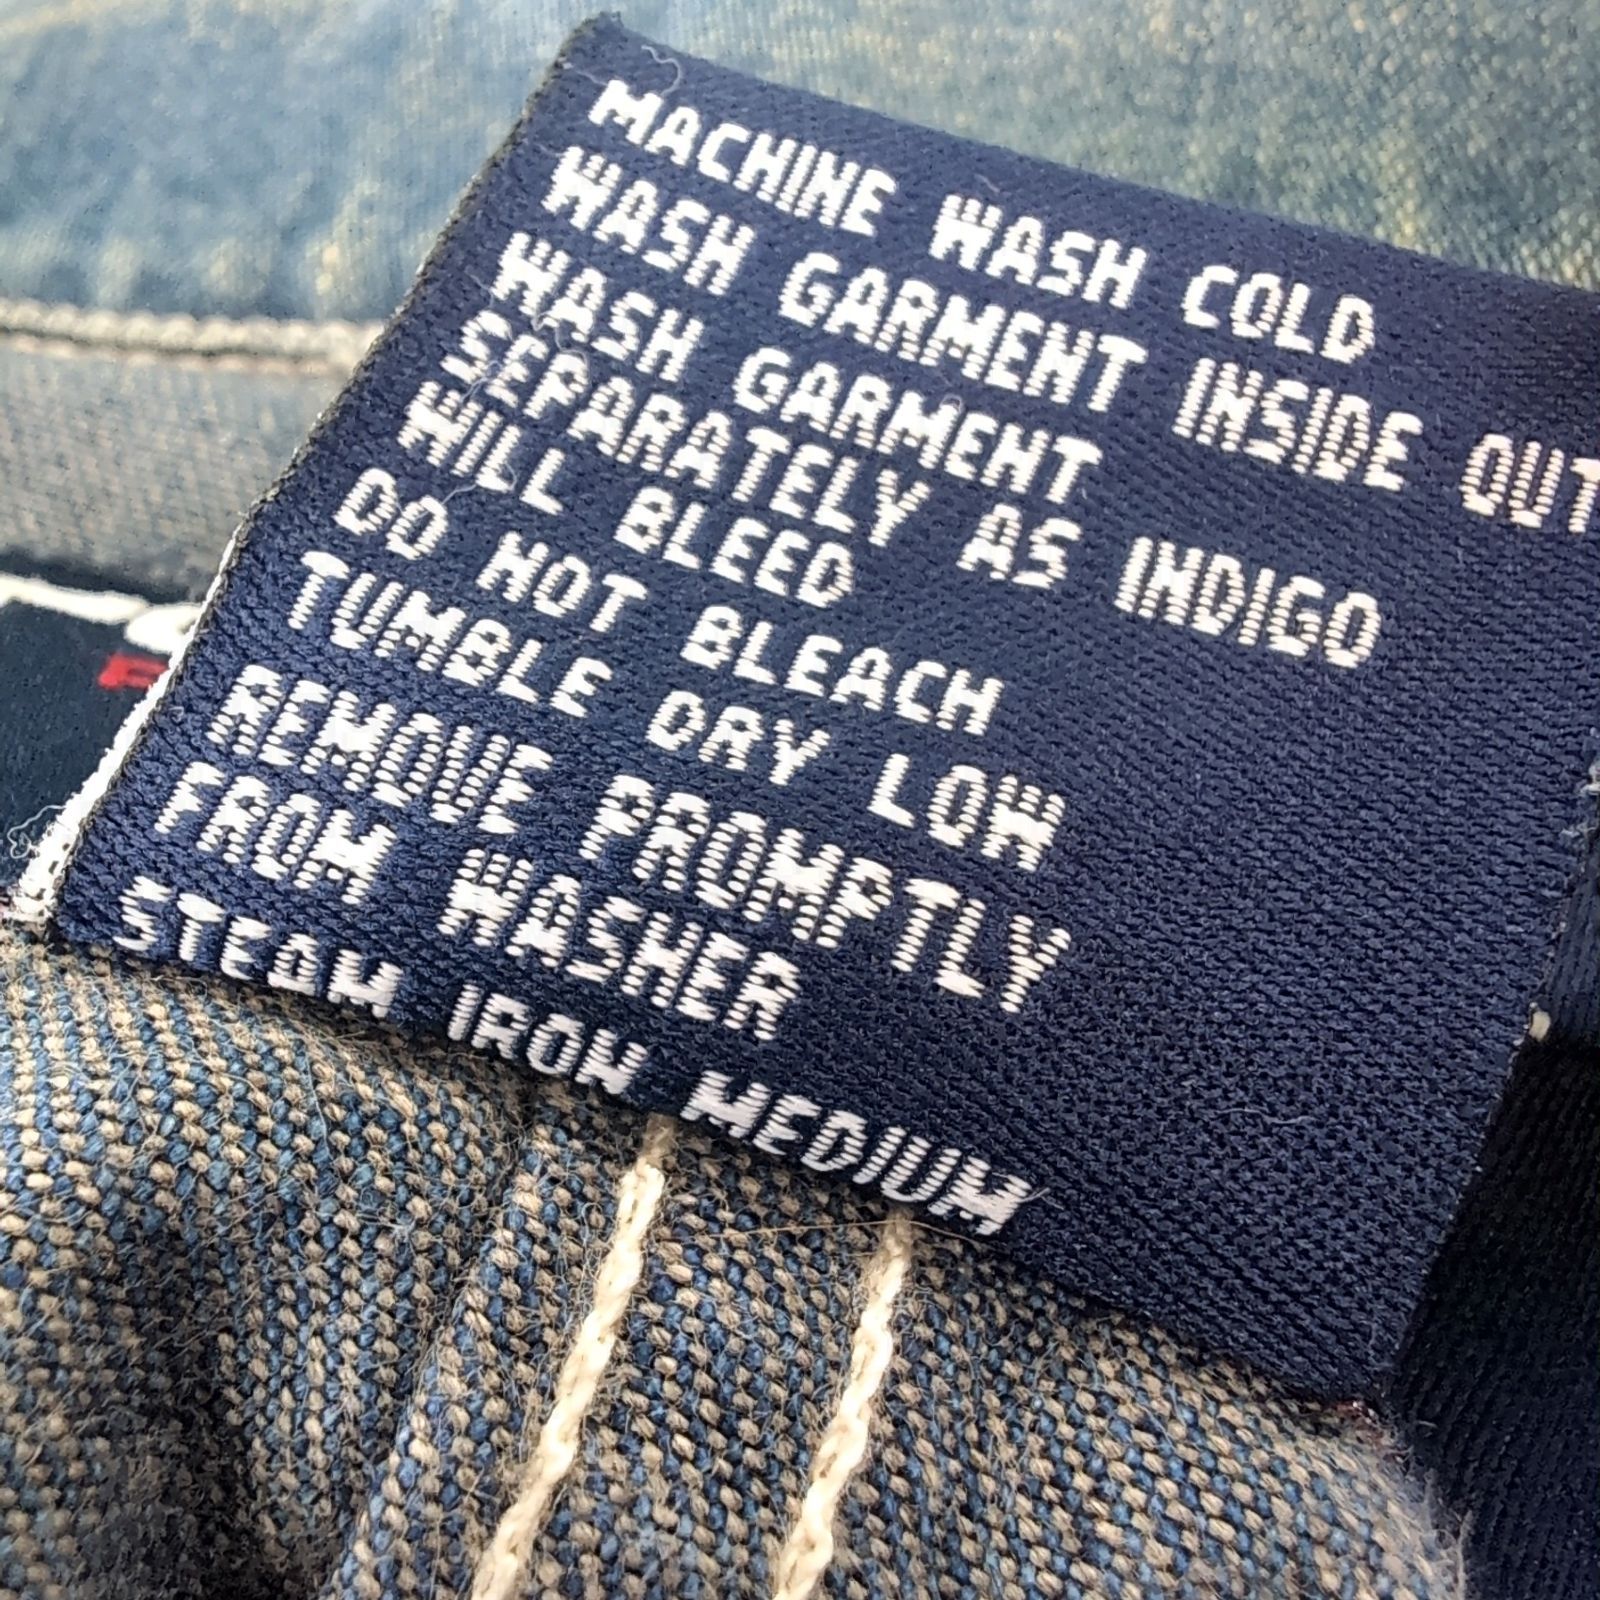 MACHINE WASH COLD
WASH GARMENT INSIDE OUT
WASH GARMENT
SEPARATELY AS INDIGO
WILL BLEED
DO NOT BLEACH
TUMBLE DRY LOW
REMOVE PROMPTLY
FROM WASHER
STEAM IRON MEDIUM